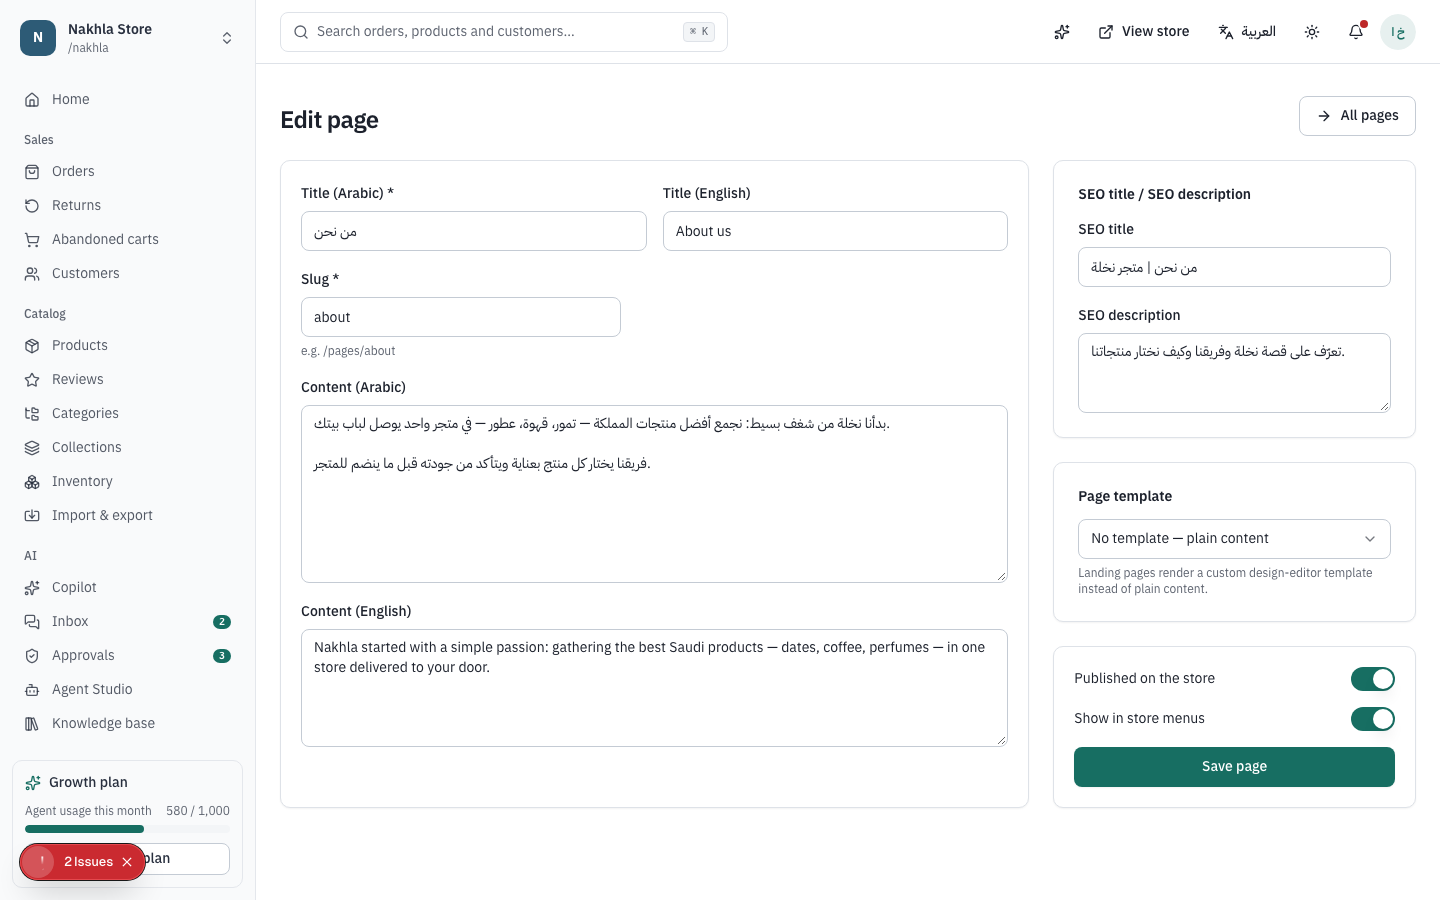 N
Nakhla Store
/nakhla
Search orders, products and customers...
⌘ K
View store
العربية
خ ا
Home
Sales
Orders
Returns
Abandoned carts
Customers
Catalog
Products
Reviews
Categories
Collections
Inventory
Import & export
AI
Copilot
Inbox
2
Approvals
3
Agent Studio
Knowledge base
Growth plan
Agent usage this month
580 / 1,000
plan
2 Issues
Edit page
All pages
Title (Arabic) *
من نحن
Title (English)
About us
Slug *
about
e.g. /pages/about
Content (Arabic)
بدأنا نخلة من شغف بسيط: نجمع أفضل منتجات المملكة — تمور، قهوة، عطور — في متجر واحد يوصل لباب بيتك.
فريقنا يختار كل منتج بعناية ويتأكد من جودته قبل ما ينضم للمتجر.
Content (English)
Nakhla started with a simple passion: gathering the best Saudi products — dates, coffee, perfumes — in one
store delivered to your door.
SEO title / SEO description
SEO title
من نحن | متجر نخلة
SEO description
تعرّف على قصة نخلة وفريقنا وكيف نختار منتجاتنا.
Page template
No template — plain content
Landing pages render a custom design-editor template
instead of plain content.
Published on the store
Show in store menus
Save page